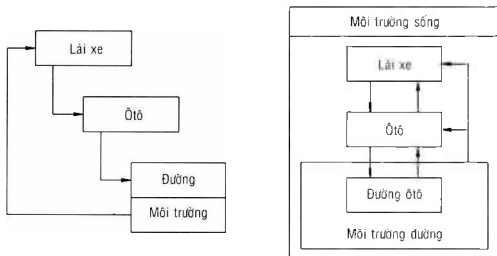 Lái xe
Ôtô
Đường
Môi trường
Môi trường sống
Lái xe
Ôtô
Đường ôtô
Môi trường đường